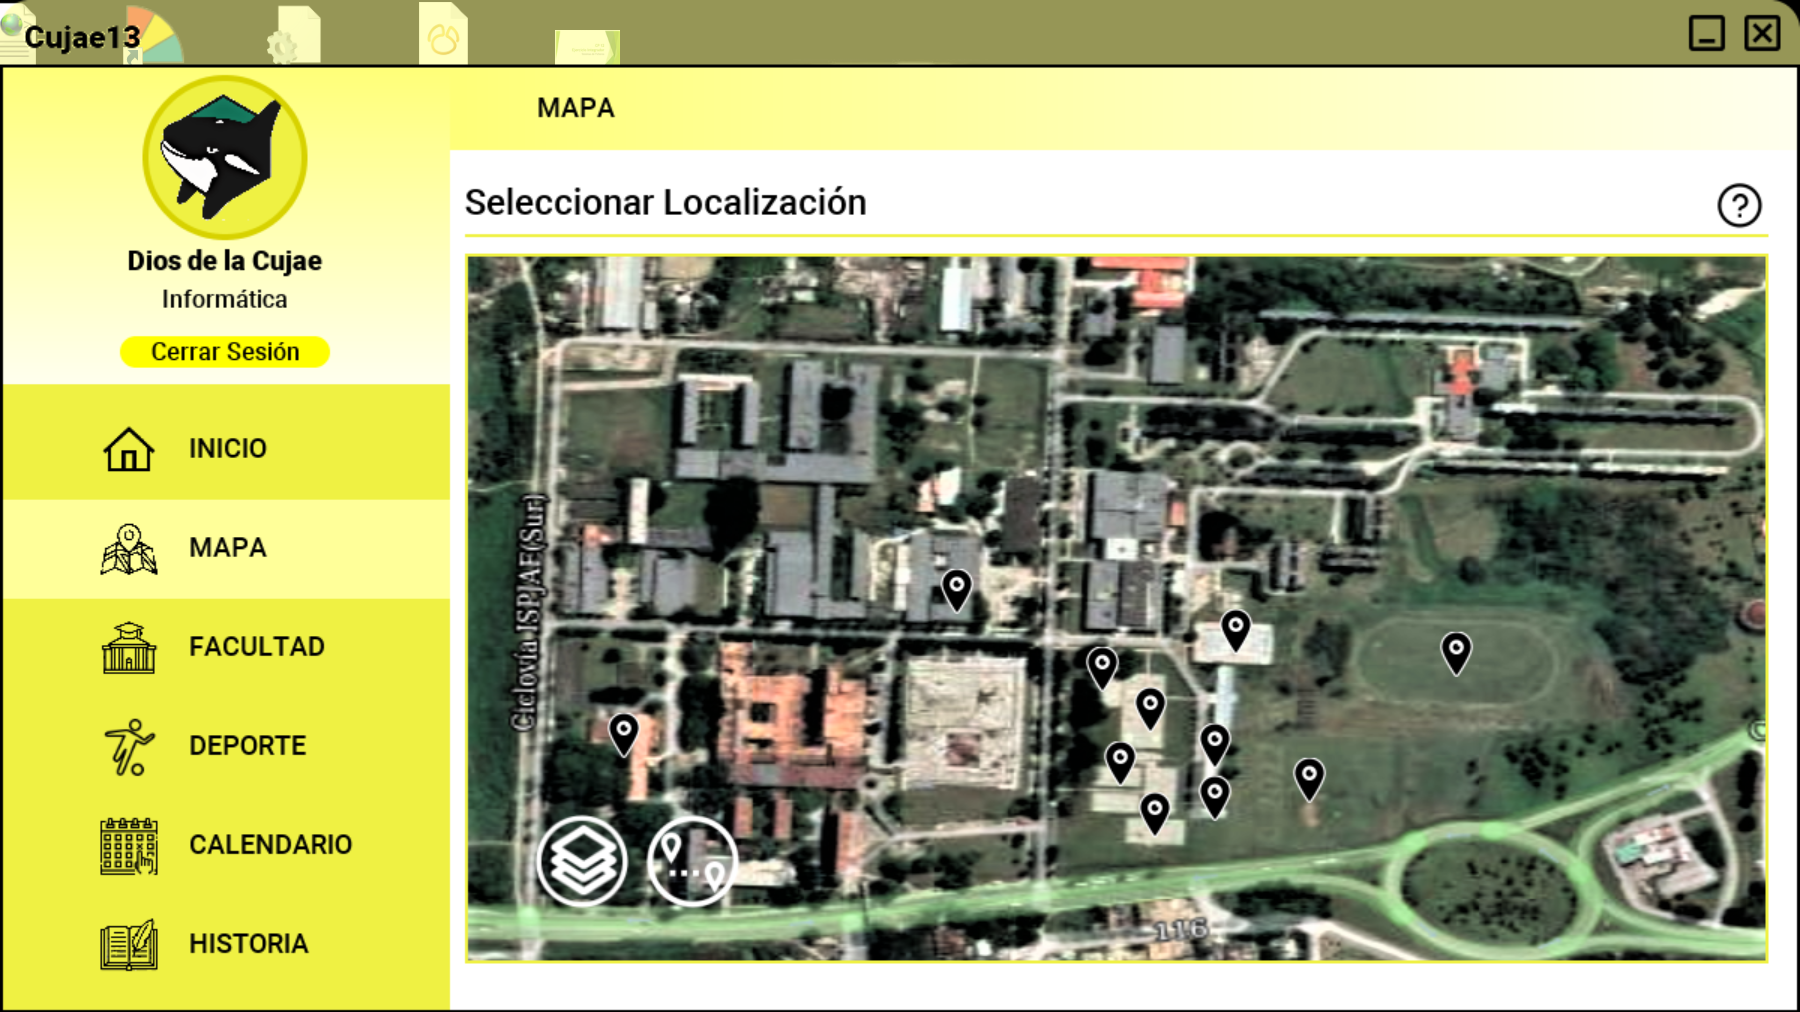 Cujae13
Dios de la Cujae
Informática
Cerrar Sesión
INICIO
MAPA
FACULTAD
DEPORTE
CALENDARIO
HISTORIA
MAPA
Seleccionar Localización
?
Ciclovía ISPJAE(Sur)
116